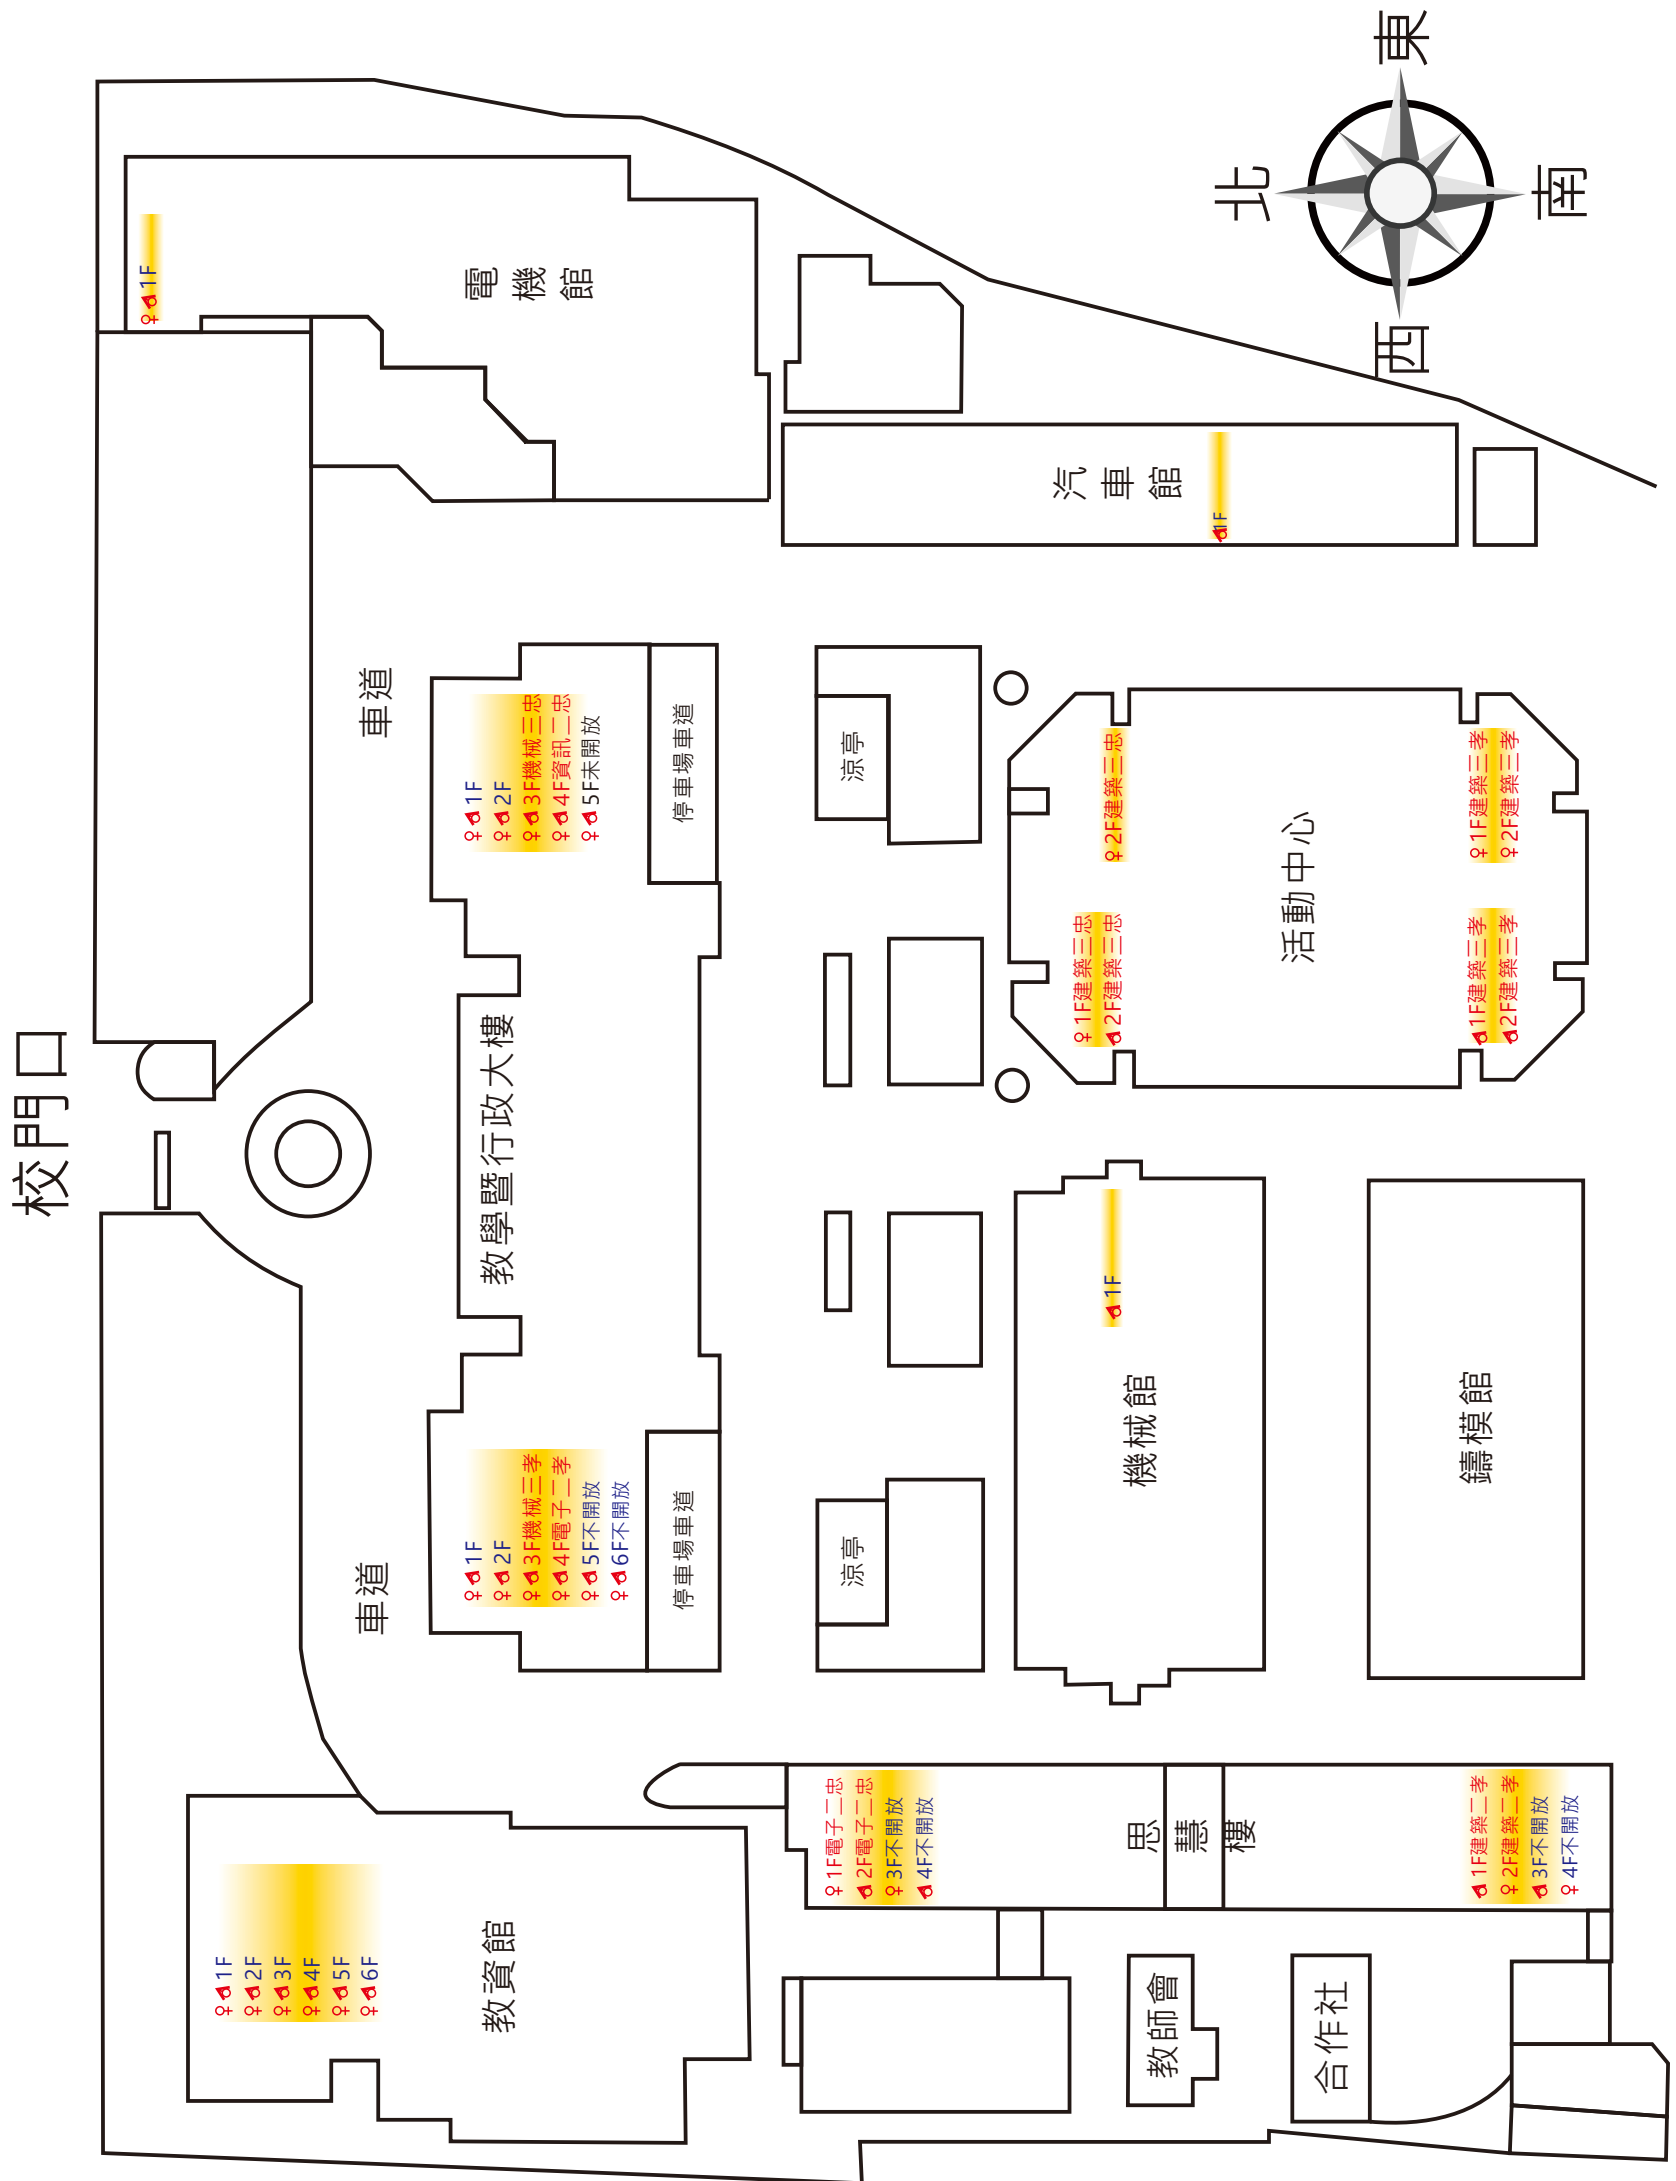 校門口
北
東
西
南
♀♂1F
電機館
車道
車道
♀♂1F
♀♂2F
♀♂3F
♀♂4F
♀♂5F
♀♂6F
教資館
♀♂1F
♀♂2F
♀♂3F機械三孝
♀♂4F電子二孝
♀♂5F不開放
♀♂6F不開放
停車場車道
教學暨行政大樓
♀♂1F
♀♂2F
♀♂3F機械三忠
♀♂4F資訊二忠
♀♂5F未開放
停車場車道
涼亭
涼亭
♀1F電子二忠
♂2F電子二忠
♀3F不開放
♂4F不開放
思慧樓
♂1F建築二孝
♀2F建築二孝
♂3F不開放
♀4F不開放
教師會
合作社
♂1F
機械館
鑄模館
♀1F建築三忠
♂2F建築三忠
♀2F建築三忠
活動中心
♂1F建築三孝
♂2F建築三孝
♀1F建築三孝
♀2F建築三孝
汽車館
♂1F